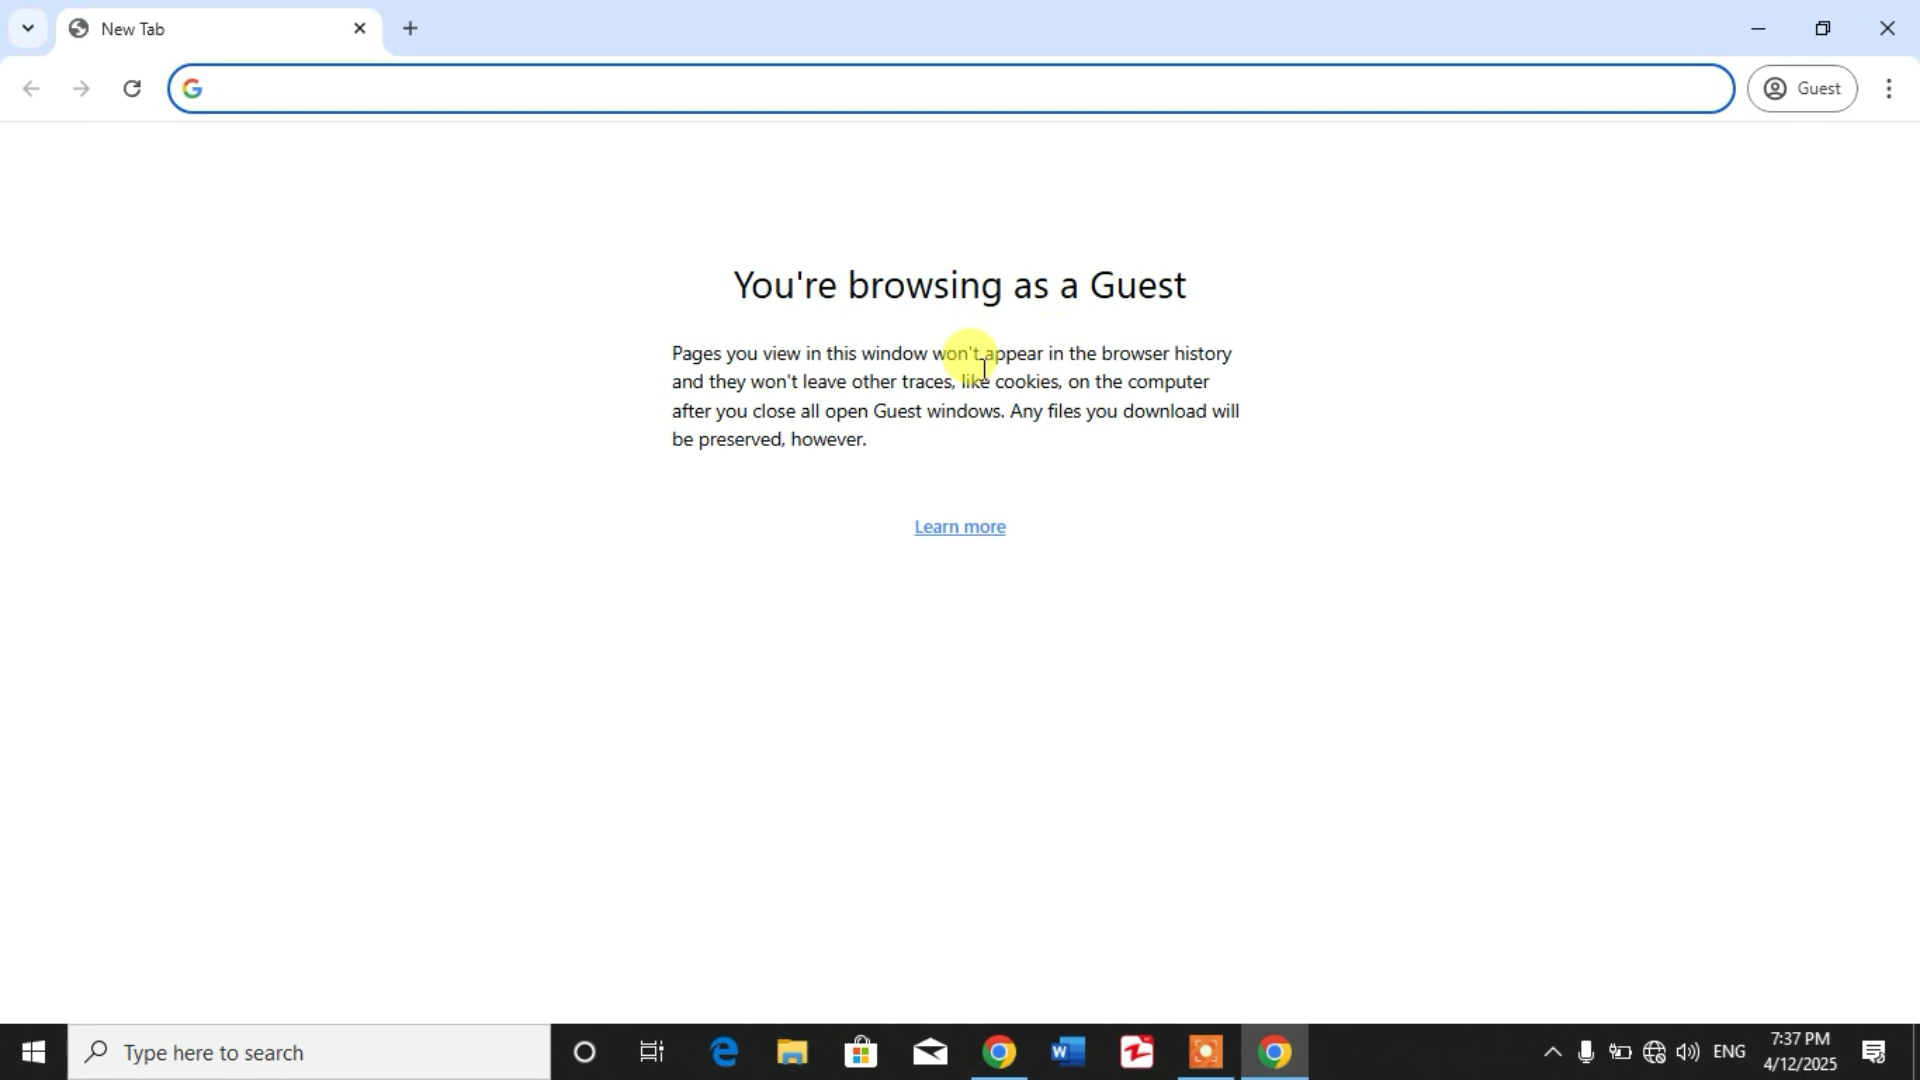 New Tab
Guest
You're browsing as a Guest
Pages you view in this window won't appear in the browser history
and they won't leave other traces, like cookies, on the computer
after you close all open Guest windows. Any files you download will
be preserved, however.
Learn more
Type here to search
ENG
7:37 PM
4/12/2025